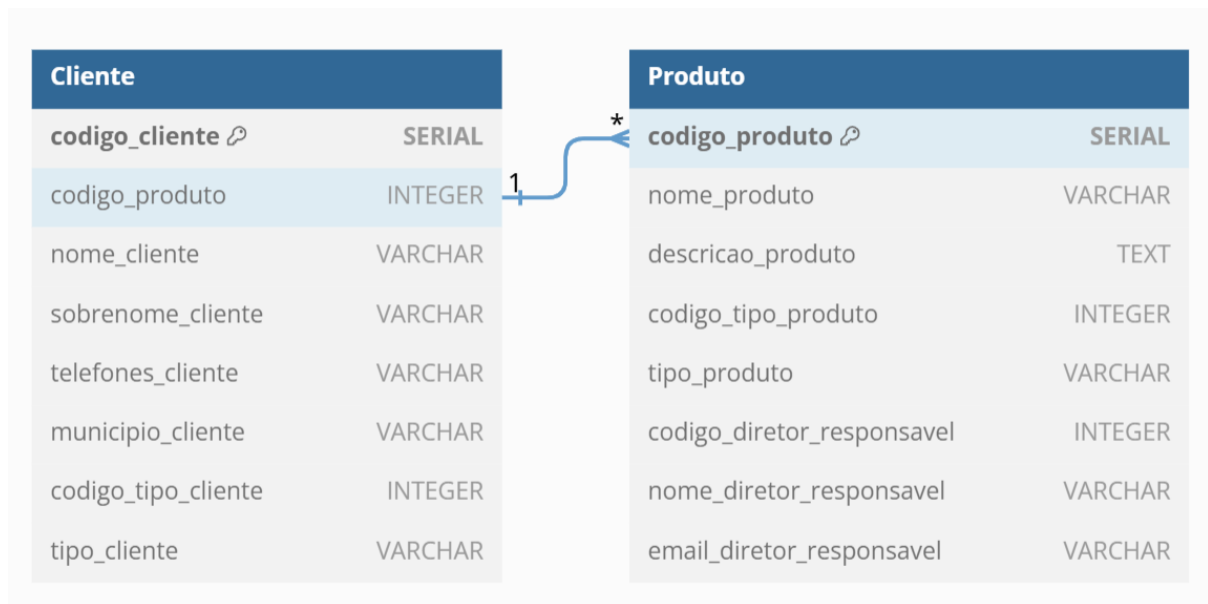 Cliente
codigo_cliente SERIAL
codigo_produto INTEGER
nome_cliente VARCHAR
sobrenome_cliente VARCHAR
telefones_cliente VARCHAR
municipio_cliente VARCHAR
codigo_tipo_cliente INTEGER
tipo_cliente VARCHAR
1
*
Produto
codigo_produto SERIAL
nome_produto VARCHAR
descricao_produto TEXT
codigo_tipo_produto INTEGER
tipo_produto VARCHAR
codigo_diretor_responsavel INTEGER
nome_diretor_responsavel VARCHAR
email_diretor_responsavel VARCHAR